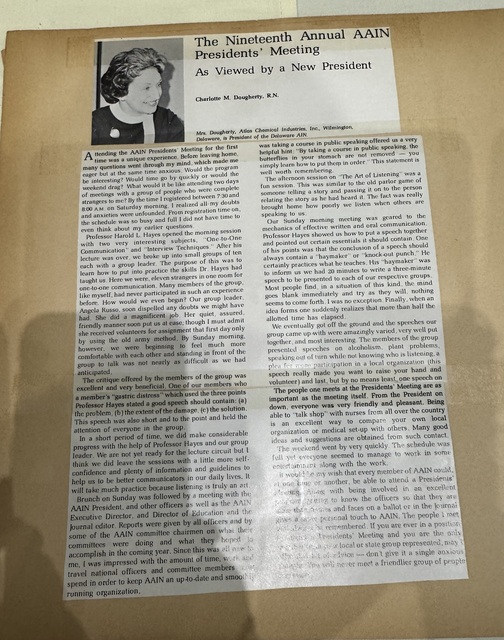 The Nineteenth Annual AAIN
Presidents' Meeting
As Viewed by a New President
Charlotte M. Dougherty, R.N.
Mrs. Dougherty, Atlas Chemical Industries, Inc., Wilmington,
Delaware, is President of the Delaware AIN.
Attending the AAIN Presidents' Meeting for the first
time was a unique experience. Before leaving home,
many questions went through my mind, which made me
eager but at the same time anxious. Would the program
be interesting? Would time go by quickly or would the
weekend drag? What would it be like attending two days
of meetings with a group of people who were complete
strangers to me? By the time I registered between 7:30 and
8:00 A.M. on Saturday morning, I realized all my doubts
and anxieties were unfounded. From registration time on,
the schedule was so busy and full I did not have time to
even think about my earlier questions.
Professor Harold L. Hayes opened the morning session
with two very interesting subjects, "One-to-One
Communication" and "Interview Techniques." After his
lecture was over, we broke up into small groups of ten
each with a group leader. The purpose of this was to
learn how to put into practice the skills Dr. Hayes had
taught us. Here we were, eleven strangers in one room for
one-to-one communication. Many members of the group,
like myself, had never participated in such an experience
before. How would we even begin? Our group leader,
Angela Russo, soon dispelled any doubts we might have
had. She did a magnificent job. Her quiet, assured,
friendly manner soon put us at ease, though I must admit
she received volunteers for assignment that first day only
by using the old army method. By Sunday morning,
however, we were beginning to feel much more
comfortable with each other and standing in front of the
group to talk was not nearly as difficult as we had
anticipated.
The critique offered by the members of the group was
excellent and very beneficial. One of our members who
a member's "gastric distress" which used the three points
Professor Hayes stated a good speech should contain: (a)
the problem, (b) the extent of the damage, (c) the solution.
This speech was also short and to the point and held the
attention of everyone in the group.
In a short period of time, we did make considerable
progress with the help of Professor Hayes and our group
leader. We are not yet ready for the lecture circuit but I
think we did leave the sessions with a little more self-
confidence and plenty of information and guidelines to
help us to be better communicators in our daily lives. It
will take much practice because listening is truly an art.
Brunch on Sunday was followed by a meeting with the
AAIN President, and other officers as well as the AAIN
Executive Director, and Director of Education and the
Journal editor. Reports were given by all officers and by
some of the AAIN committee chairmen on what their
committees were doing and what they hoped
accomplish in the coming year. Since this was all new to
me, I was impressed with the amount of time, work and
travel national officers and committee members
spend in order to keep AAIN an up-to-date and smooth
running organization.
was taking a course in public speaking offered us a very
helpful hint. "By taking a course in public speaking, the
butterflies in your stomach are not removed — you
simply learn how to put them in order." This statement is
well worth remembering.
The afternoon session on "The Art of Listening" was a
fun session. This was similar to the old parlor game of
someone telling a story and passing it on to the person
relating the story as he had heard it. The fact was really
brought home how poorly we listen when others are
speaking to us.
Our Sunday morning meeting was geared to the
mechanics of effective written and oral communication.
Professor Hayes showed us how to put a speech together
and pointed out certain essentials it should contain. One
of his points was that the conclusion of a speech should
always contain a "haymaker" or "knock-out punch." He
certainly practices what he teaches. His "haymaker" was
to inform us we had 20 minutes to write a three-minute
speech to be presented to each of our respective groups.
Most people find, in a situation of this kind, the mind
goes blank immediately and try as they will nothing
seems to come forth. I was no exception. Finally, when an
idea forms one suddenly realizes that more than half the
allotted time has elapsed.
We eventually got off the ground and the speeches our
group came up with were amazingly varied, very well put
together, and most interesting. The members of the group
presented speeches on alcoholism, plant problems,
speaking out of turn while not knowing who is listening, a
plea for more participation in a local organization (this
speech really made you want to raise your hand and
volunteer) and last, but by no means least, one speech on
The people one meets at the Presidents' Meeting are as
important as the meeting itself. From the President on
down, everyone was very friendly and pleasant. Being
able to "talk shop" with nurses from all over the country
is an excellent way to compare your own local
organization or medical set up with others. Many good
ideas and suggestions are obtained from such contact.
The weekend went by very quickly. The schedule was
full yet everyone seemed to manage to work in some
entertainment along with the work.
wish that every member of AAIN could,
or another, be able to attend a Presidents'
with being involved in an excellent
to know the officers so that they are
and faces on a ballot or in the Journal
personal touch to AAIN. The people I met
remembered. If you are ever in a position
Presidents' Meeting and you are the only
your local or state group represented, may I
— don't give it a single anxious
never meet a friendlier group of people